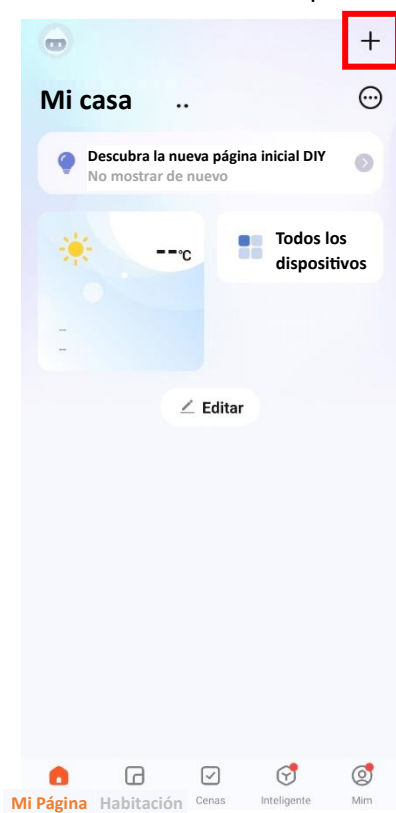 +
Mi casa ..
Descubra la nueva página inicial DIY
No mostrar de nuevo
--°C
Todos los
dispositivos
--
--
Editar
Mi Página Habitación Cenas Inteligente Mim